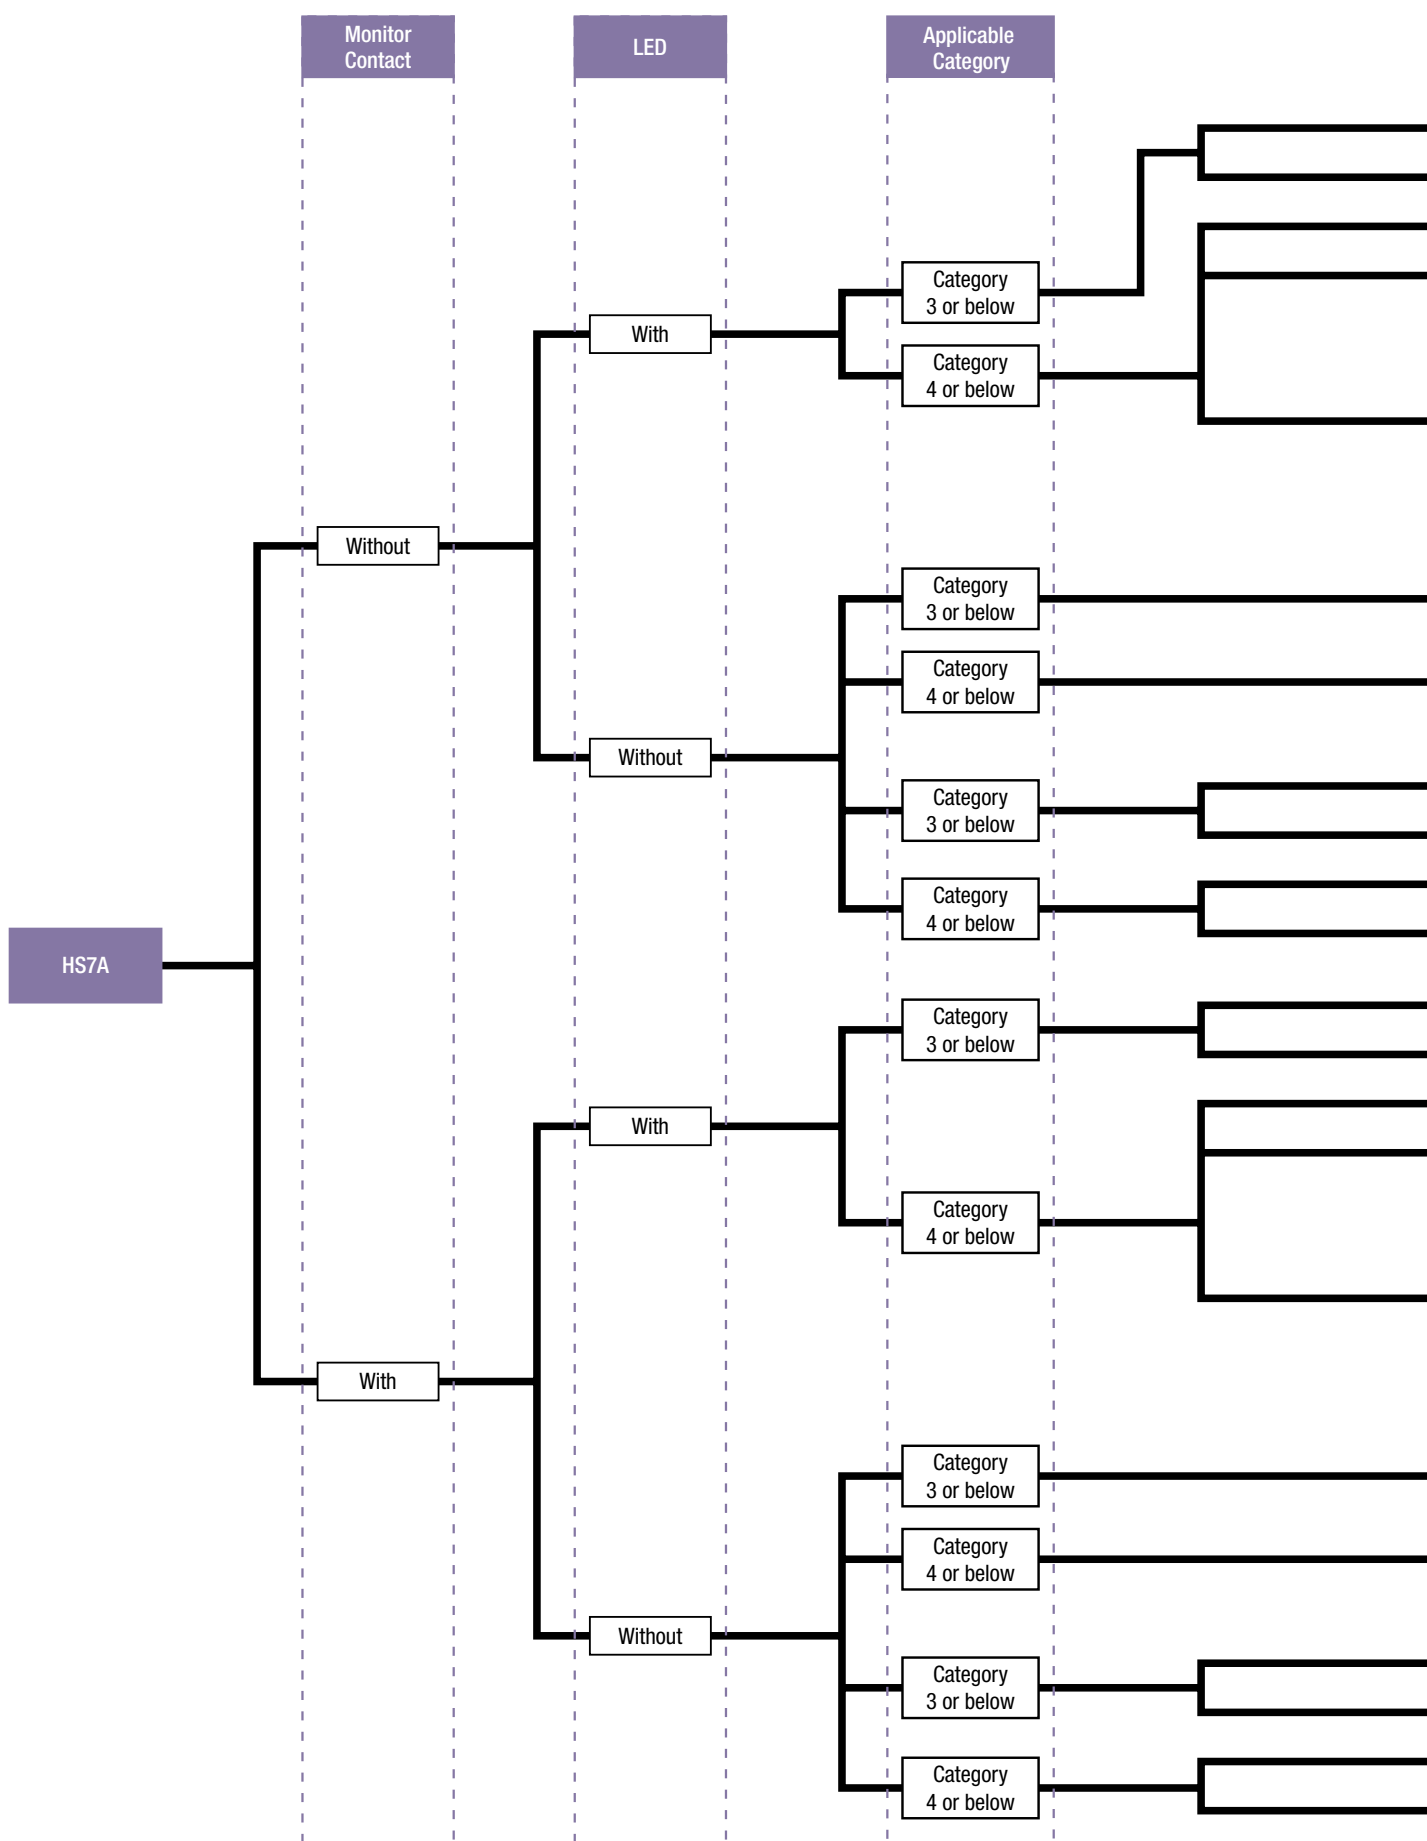 Monitor
Contact
LED
Applicable
Category
Category
3 or below
With
Category
4 or below
Without
Category
3 or below
Category
4 or below
Without
Category
3 or below
Category
4 or below
HS7A
Category
3 or below
With
Category
4 or below
With
Category
3 or below
Category
4 or below
Without
Category
3 or below
Category
4 or below